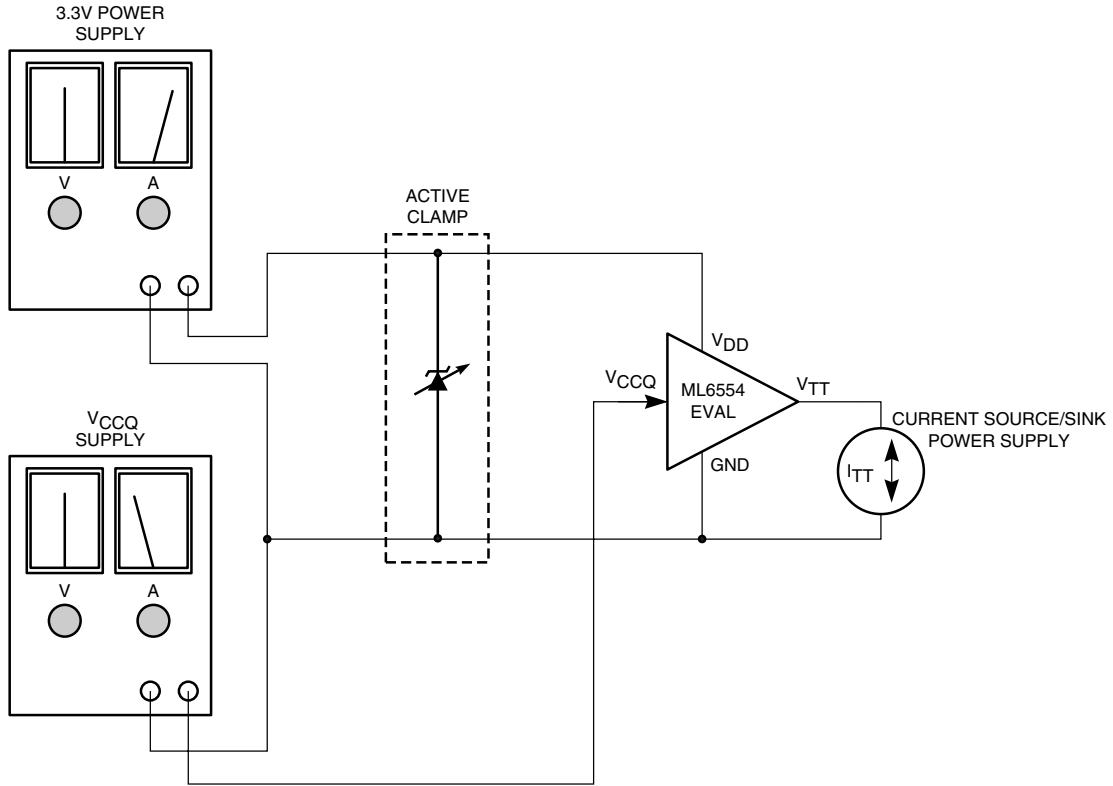 3.3V POWER
SUPPLY
V
A
ACTIVE
CLAMP
VDD
VCCQ
ML6554
EVAL
VTT
GND
CURRENT SOURCE/SINK
POWER SUPPLY
ITT
VCCQ
SUPPLY
V
A